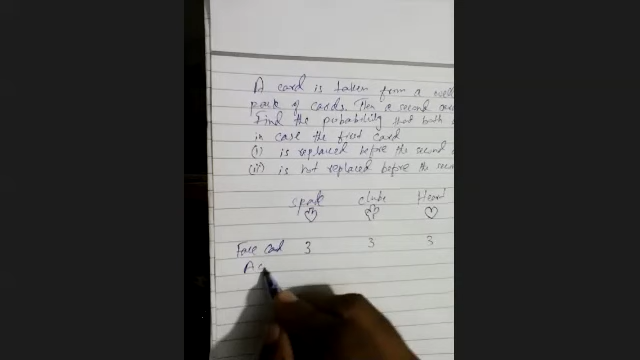 A card is taken from a well
pack of cards. Then a second card
Find the probability that both
in case the first card
(i) is replaced before the second
(ii) is not replaced before the seco
spade clubs Heart
Face Card 3 3 3
A